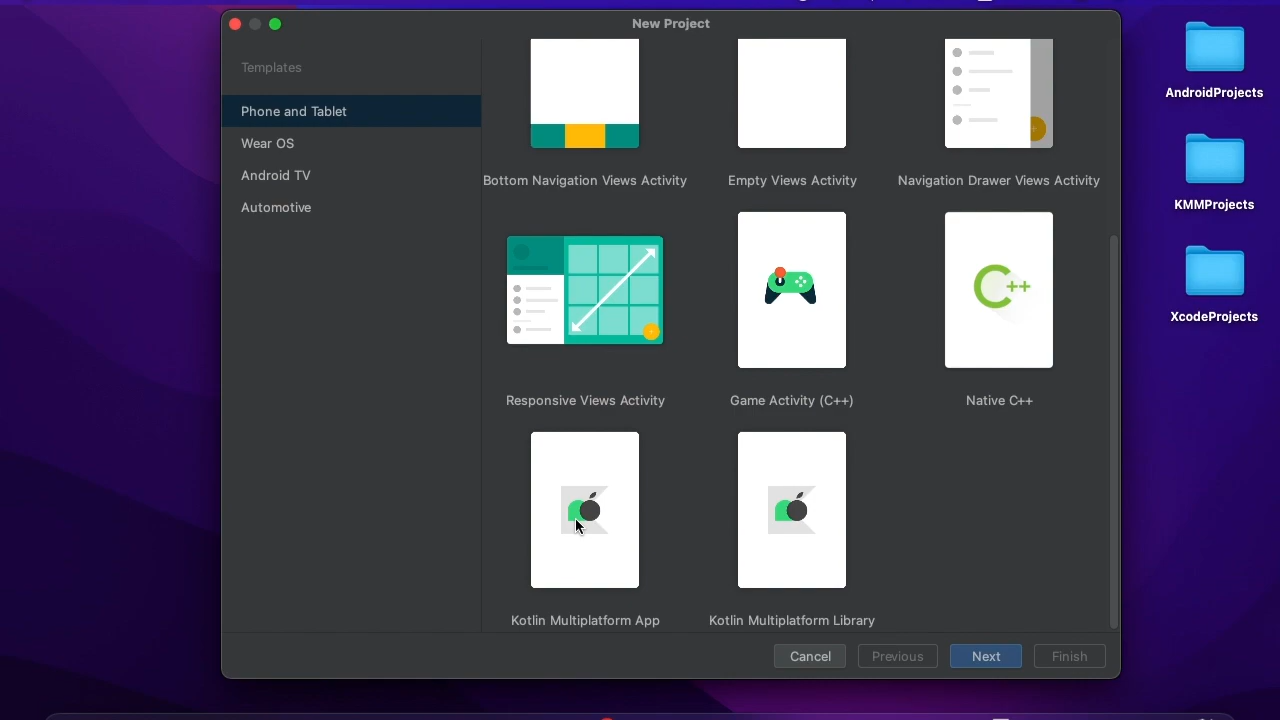 New Project
Templates
Phone and Tablet
Wear OS
Android TV
Automotive
Bottom Navigation Views Activity
Empty Views Activity
Navigation Drawer Views Activity
Responsive Views Activity
Game Activity (C++)
C++
Native C++
Kotlin Multiplatform App
Kotlin Multiplatform Library
Cancel
Previous
Next
Finish
AndroidProjects
KMMProjects
XcodeProjects